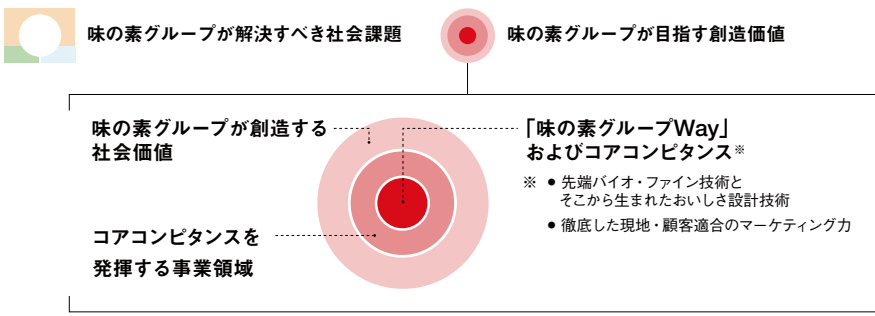 味の素グループが解決すべき社会課題
味の素グループが目指す創造価値
味の素グループが創造する
社会価値
「味の素グループWay」
およびコアコンピタンス※
※ ● 先端バイオ・ファイン技術と
そこから生まれたおいしさ設計技術
● 徹底した現地・顧客適合のマーケティング力
コアコンピタンスを
発揮する事業領域